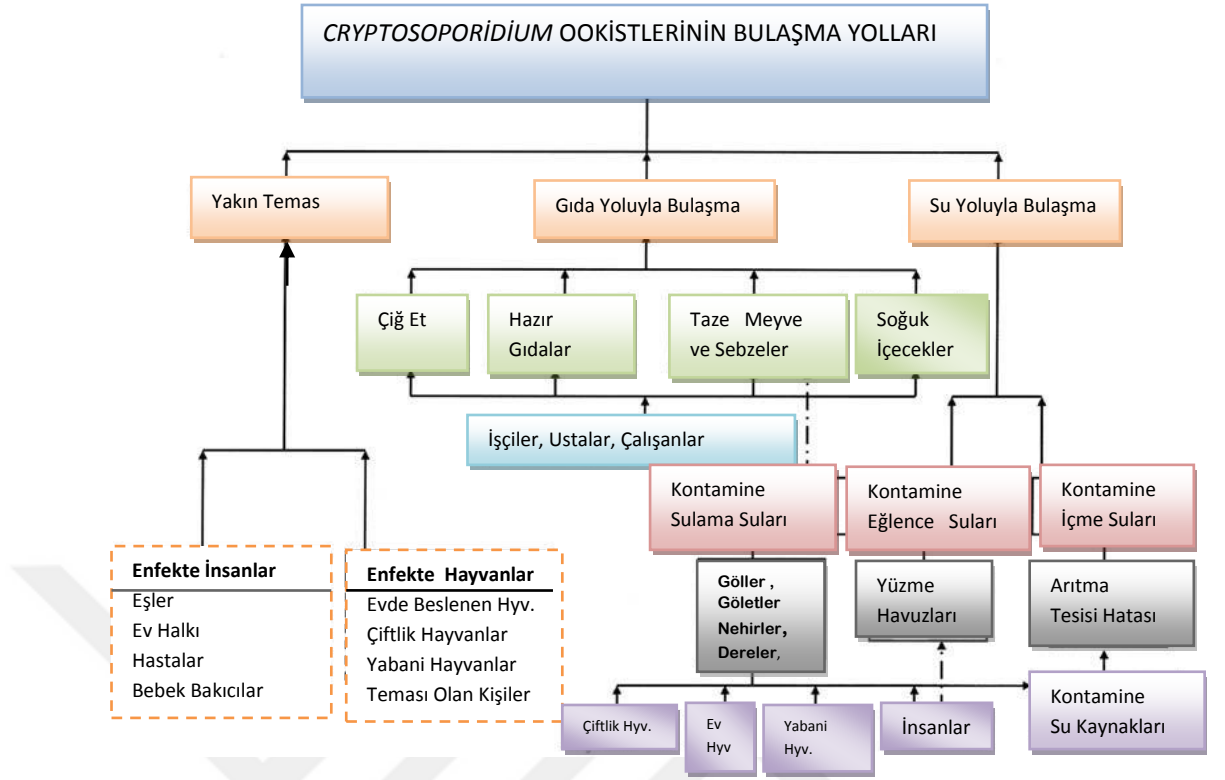 CRYPTOSOPORİDİUM OOKİSTLERİNİN BULAŞMA YOLLARI
Yakın Temas
Gıda Yoluyla Bulaşma
Su Yoluyla Bulaşma
Çiğ Et
Hazır
Gıdalar
Taze Meyve
ve Sebzeler
Soğuk
İçecekler
İşçiler, Ustalar, Çalışanlar
Kontamine
Sulama Suları
Kontamine
Eğlence Suları
Kontamine
İçme Suları
Enfekte İnsanlar
Eşler
Ev Halkı
Hastalar
Bebek Bakıcılar
Enfekte Hayvanlar
Evde Beslenen Hyv.
Çiftlik Hayvanlar
Yabani Hayvanlar
Teması Olan Kişiler
Göller ,
Göletler
Nehirler,
Dereler,
Yüzme
Havuzları
Arıtma
Tesisi Hatası
Çiftlik Hyv.
Ev
Hyv
Yabani
Hyv.
İnsanlar
Kontamine
Su Kaynakları